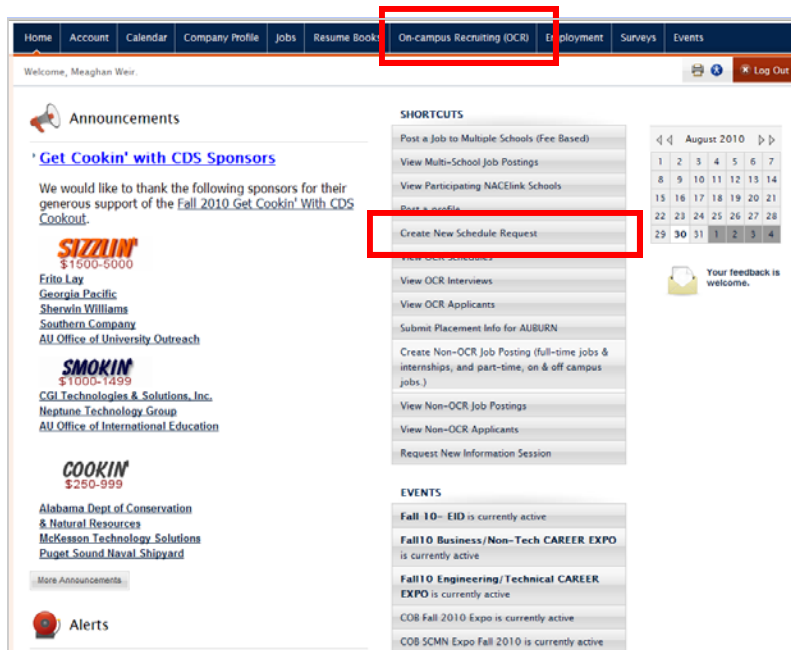 Home Account Calendar Company Profile Jobs Resume Books On-campus Recruiting (OCR) Employment Surveys Events
Welcome, Meaghan Weir.
Log Out
Announcements
Get Cookin' with CDS Sponsors
We would like to thank the following sponsors for their
generous support of the Fall 2010 Get Cookin' With CDS
Cookout.
SIZZLIN'
$1500-5000
Frito Lay
Georgia Pacific
Sherwin Williams
Southern Company
AU Office of University Outreach
SMOKIN'
$1000-1499
CGI Technologies & Solutions, Inc.
Neptune Technology Group
AU Office of International Education
COOKIN'
$250-999
Alabama Dept of Conservation
& Natural Resources
McKesson Technology Solutions
Puget Sound Naval Shipyard
More Announcements
Alerts
SHORTCUTS
Post a Job to Multiple Schools (Fee Based)
View Multi-School Job Postings
View Participating NACElink Schools
Post a profile
Create New Schedule Request
View OCR Schedules
View OCR Interviews
View OCR Applicants
Submit Placement Info for AUBURN
Create Non-OCR Job Posting (full-time jobs &
internships, and part-time, on & off campus
jobs.)
View Non-OCR Job Postings
View Non-OCR Applicants
Request New Information Session
EVENTS
Fall 10- EID is currently active
Fall10 Business/Non-Tech CAREER EXPO
is currently active
Fall10 Engineering/Technical CAREER
EXPO is currently active
COB Fall 2010 Expo is currently active
COB SCMN Expo Fall 2010 is currently active
August 2010
1 2 3 4 5 6 7
8 9 10 11 12 13 14
15 16 17 18 19 20 21
22 23 24 25 26 27 28
29 30 31 1 2 3 4
Your feedback is
welcome.